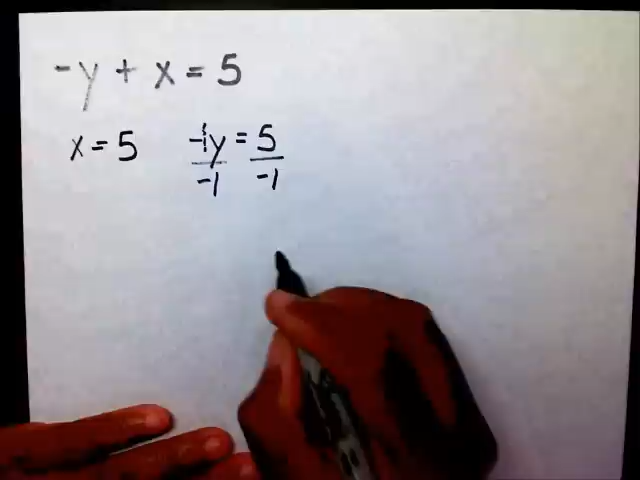 -y + x = 5
x = 5 -1y = 5
-1 -1